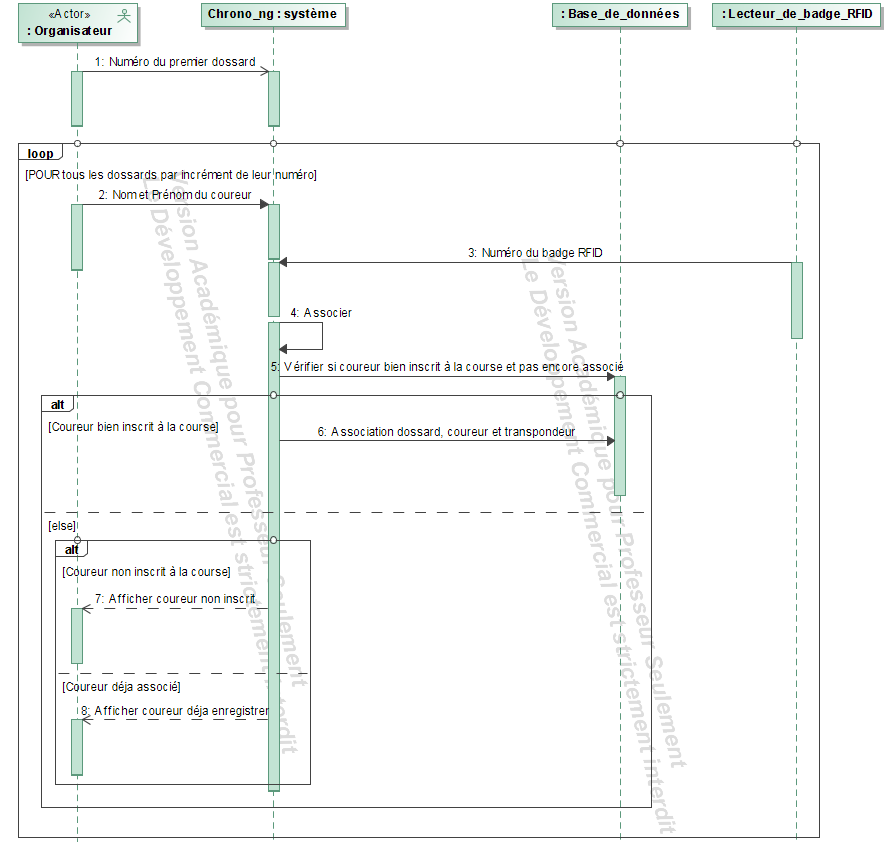 «Actor»
: Organisateur
Chrono_ng : système
: Base_de_données
: Lecteur_de_badge_RFID
1: Numéro du premier dossard
loop
[POUR tous les dossards par incrément de leur numéro]
2: Nom et Prénom du coureur
3: Numéro du badge RFID
4: Associer
5: Vérifier si coureur bien inscrit à la course et pas encore associé
alt
[Coureur bien inscrit à la course]
6: Association dossard, coureur et transpondeur
[else]
alt
[Coureur non inscrit à la course]
7: Afficher coureur non inscrit
[Coureur déja associé]
8: Afficher coureur déja enregistrer
Version Académique pour Professeur Seulement
Le Développement Commercial est strictement interdit
Version Académique pour Professeur Seulement
Le Développement Commercial est strictement interdit